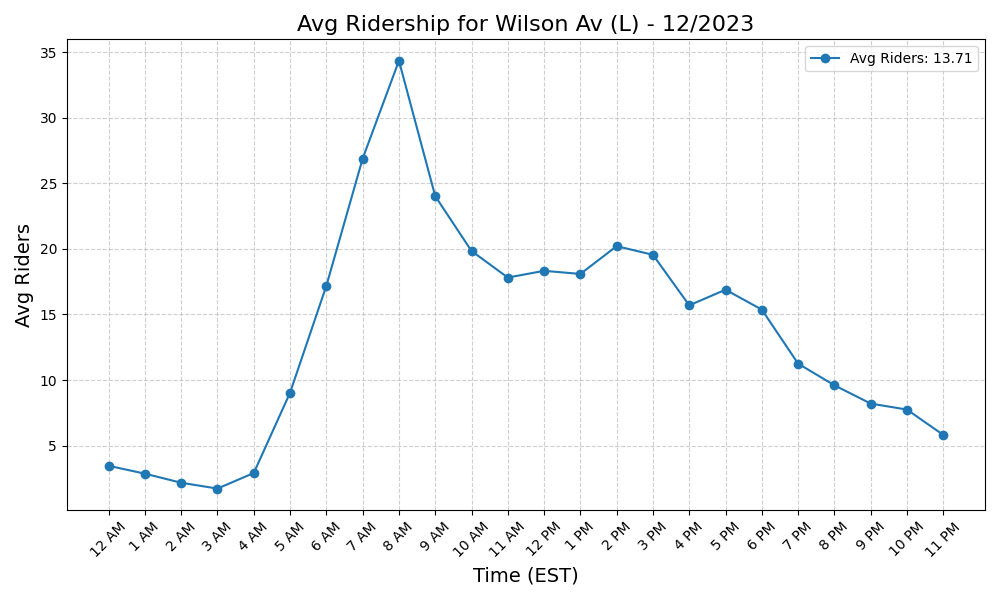 Avg Ridership for Wilson Av (L) - 12/2023
Avg Riders: 13.71
Avg Riders
35
30
25
20
15
10
5
12 AM
1 AM
2 AM
3 AM
4 AM
5 AM
6 AM
7 AM
8 AM
9 AM
10 AM
11 AM
12 PM
1 PM
2 PM
3 PM
4 PM
5 PM
6 PM
7 PM
8 PM
9 PM
10 PM
11 PM
Time (EST)